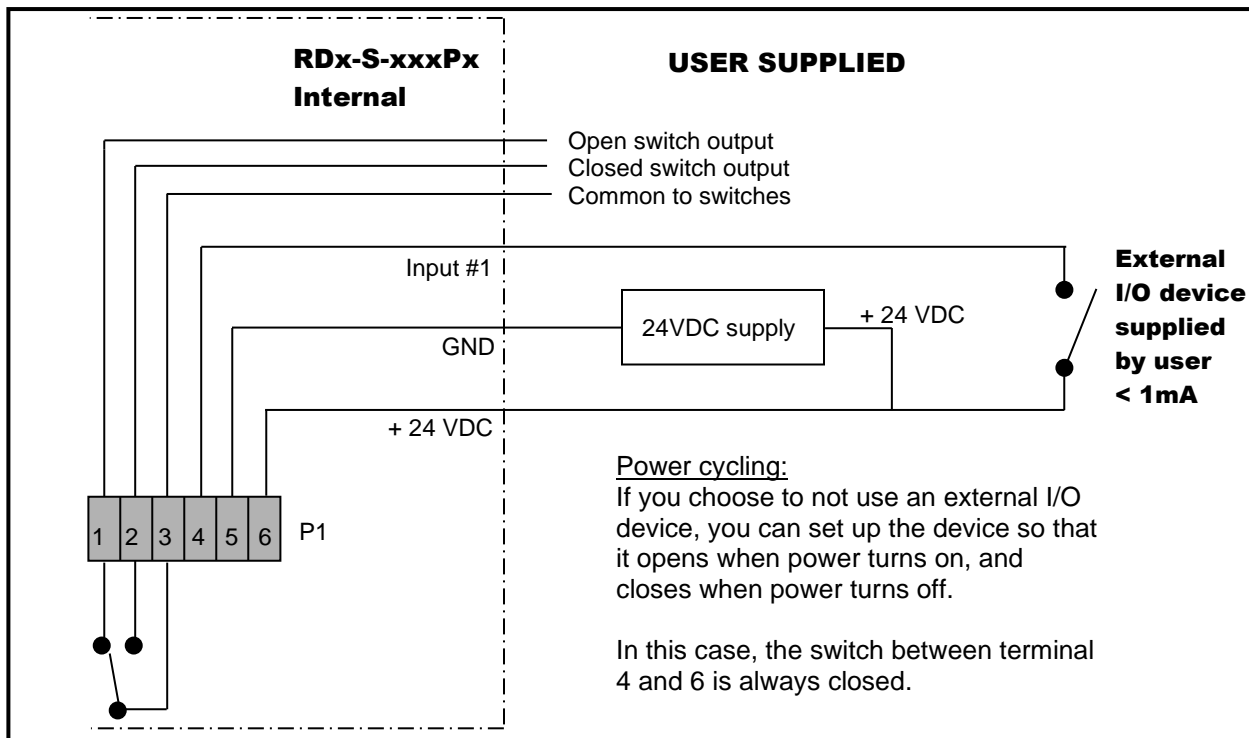 RDx-S-xxxPx
Internal
USER SUPPLIED
Open switch output
Closed switch output
Common to switches
Input #1
External
I/O device
supplied
by user
< 1mA
24VDC supply
+ 24 VDC
GND
+ 24 VDC
1 2 3 4 5 6 P1
Power cycling:
If you choose to not use an external I/O
device, you can set up the device so that
it opens when power turns on, and
closes when power turns off.
In this case, the switch between terminal
4 and 6 is always closed.